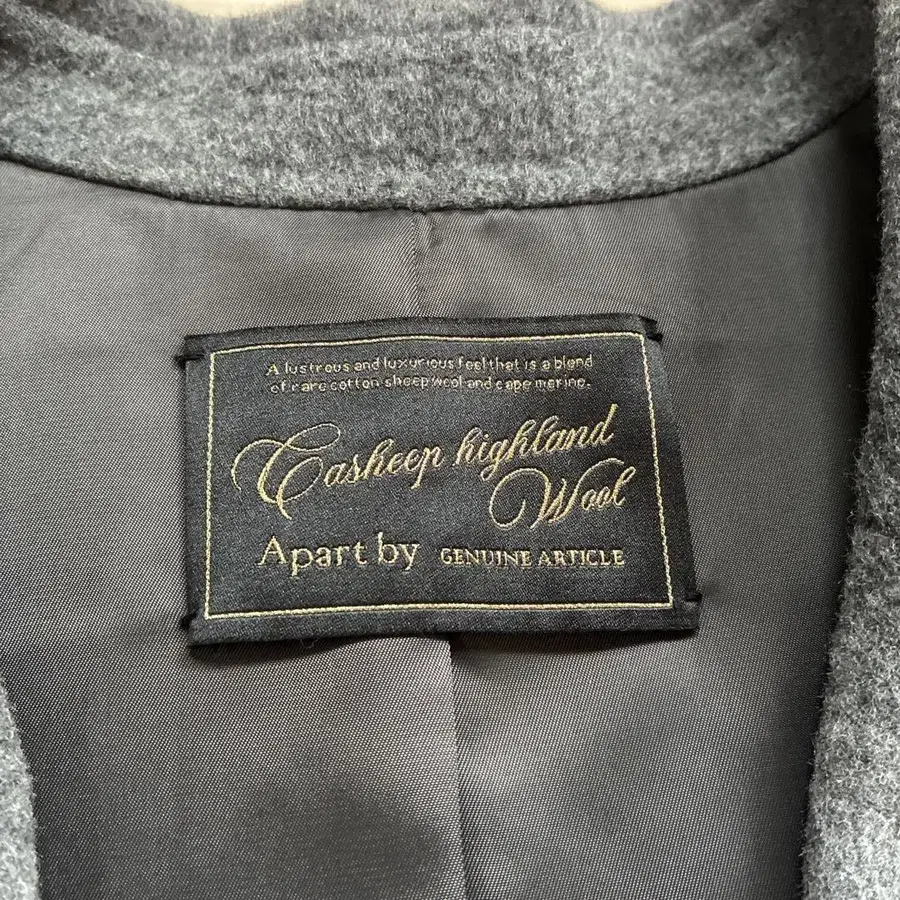 A lustrous and luxurious feel that is a blend
of rare cotton sheep wool and cape merino.
Casheep highland
Wool
Apart by GENUINE ARTICLE